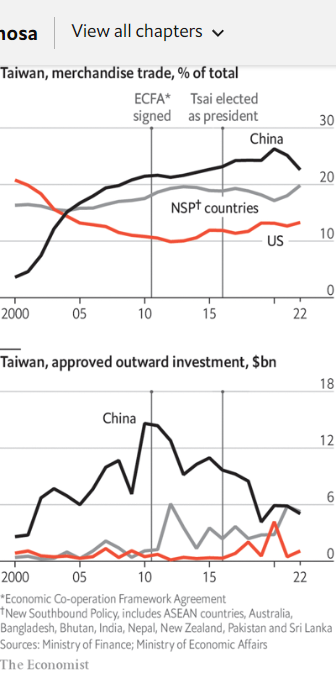 nosa View all chapters
Taiwan, merchandise trade, % of total
ECFA* Tsai elected
signed as president
30
China
20
NSP† countries
10
US
0
2000 05 10 15 22
Taiwan, approved outward investment, $bn
18
China
12
6
0
2000 05 10 15 22
*Economic Co-operation Framework Agreement
†New Southbound Policy, includes ASEAN countries, Australia,
Bangladesh, Bhutan, India, Nepal, New Zealand, Pakistan and Sri Lanka
Sources: Ministry of Finance; Ministry of Economic Affairs
The Economist